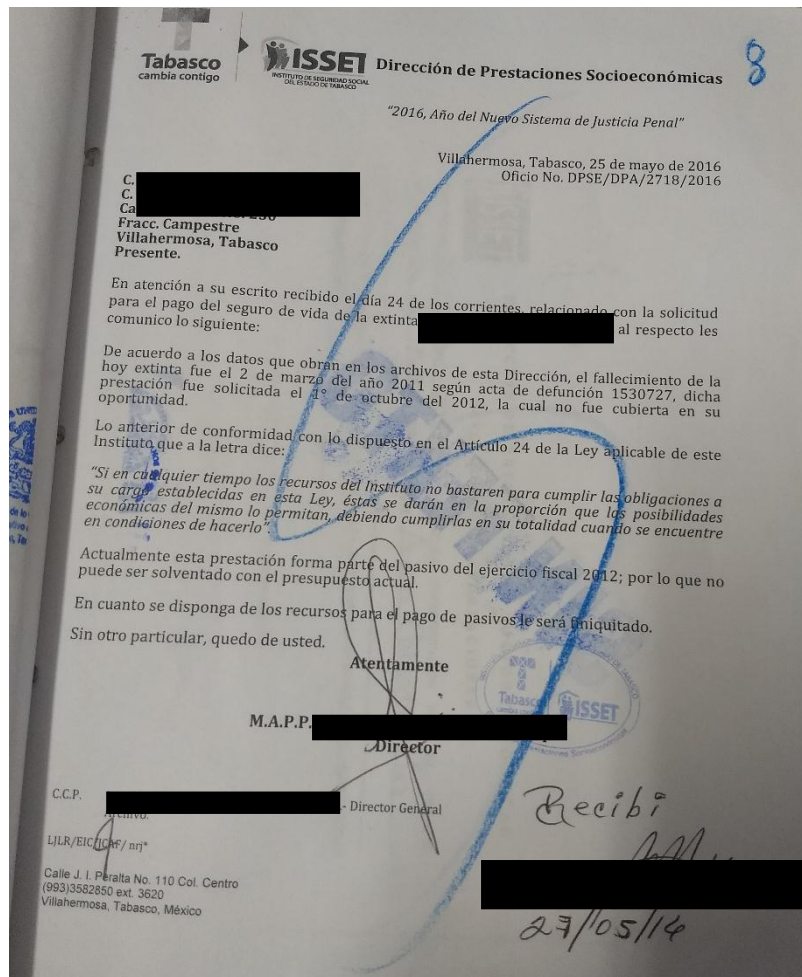 8
Tabasco
cambia contigo
ISSET
INSTITUTO DE SEGURIDAD SOCIAL
DEL ESTADO DE TABASCO
Dirección de Prestaciones Socioeconómicas
"2016, Año del Nuevo Sistema de Justicia Penal"
Villahermosa, Tabasco, 25 de mayo de 2016
Oficio No. DPSE/DPA/2718/2016
C.
C.
Ca
Fracc. Campestre
Villahermosa, Tabasco
Presente.
En atención a su escrito recibido el día 24 de los corrientes, relacionado con la solicitud
para el pago del seguro de vida de la extinta
al respecto les
comunico lo siguiente:
De acuerdo a los datos que obran en los archivos de esta Dirección, el fallecimiento de la
hoy extinta fue el 2 de marzo del año 2011 según acta de defunción 1530727, dicha
prestación fue solicitada el 1° de octubre del 2012, la cual no fue cubierta en su
oportunidad.
Lo anterior de conformidad con lo dispuesto en el Artículo 24 de la Ley aplicable de este
Instituto que a la letra dice:
"Si en cualquier tiempo los recursos del Instituto no bastaren para cumplir las obligaciones a
su cargo establecidas en esta Ley, éstas se darán en la proporción que las posibilidades
económicas del mismo lo permitan, debiendo cumplirlas en su totalidad cuando se encuentre
en condiciones de hacerlo".
Actualmente esta prestación forma parte del pasivo del ejercicio fiscal 2012; por lo que no
puede ser solventado con el presupuesto actual.
En cuanto se disponga de los recursos para el pago de pasivos le será finiquitado.
Sin otro particular, quedo de usted.
Atentamente
Tabasco
ISSET
M.A.P.P.
Director
C.C.P.
.- Director General
Archivo.
LJLR/EIC/ICAF/ nrj*
Recibi
Calle J. I. Peralta No. 110 Col. Centro
(993)3582850 ext. 3620
Villahermosa, Tabasco, México
27/05/16